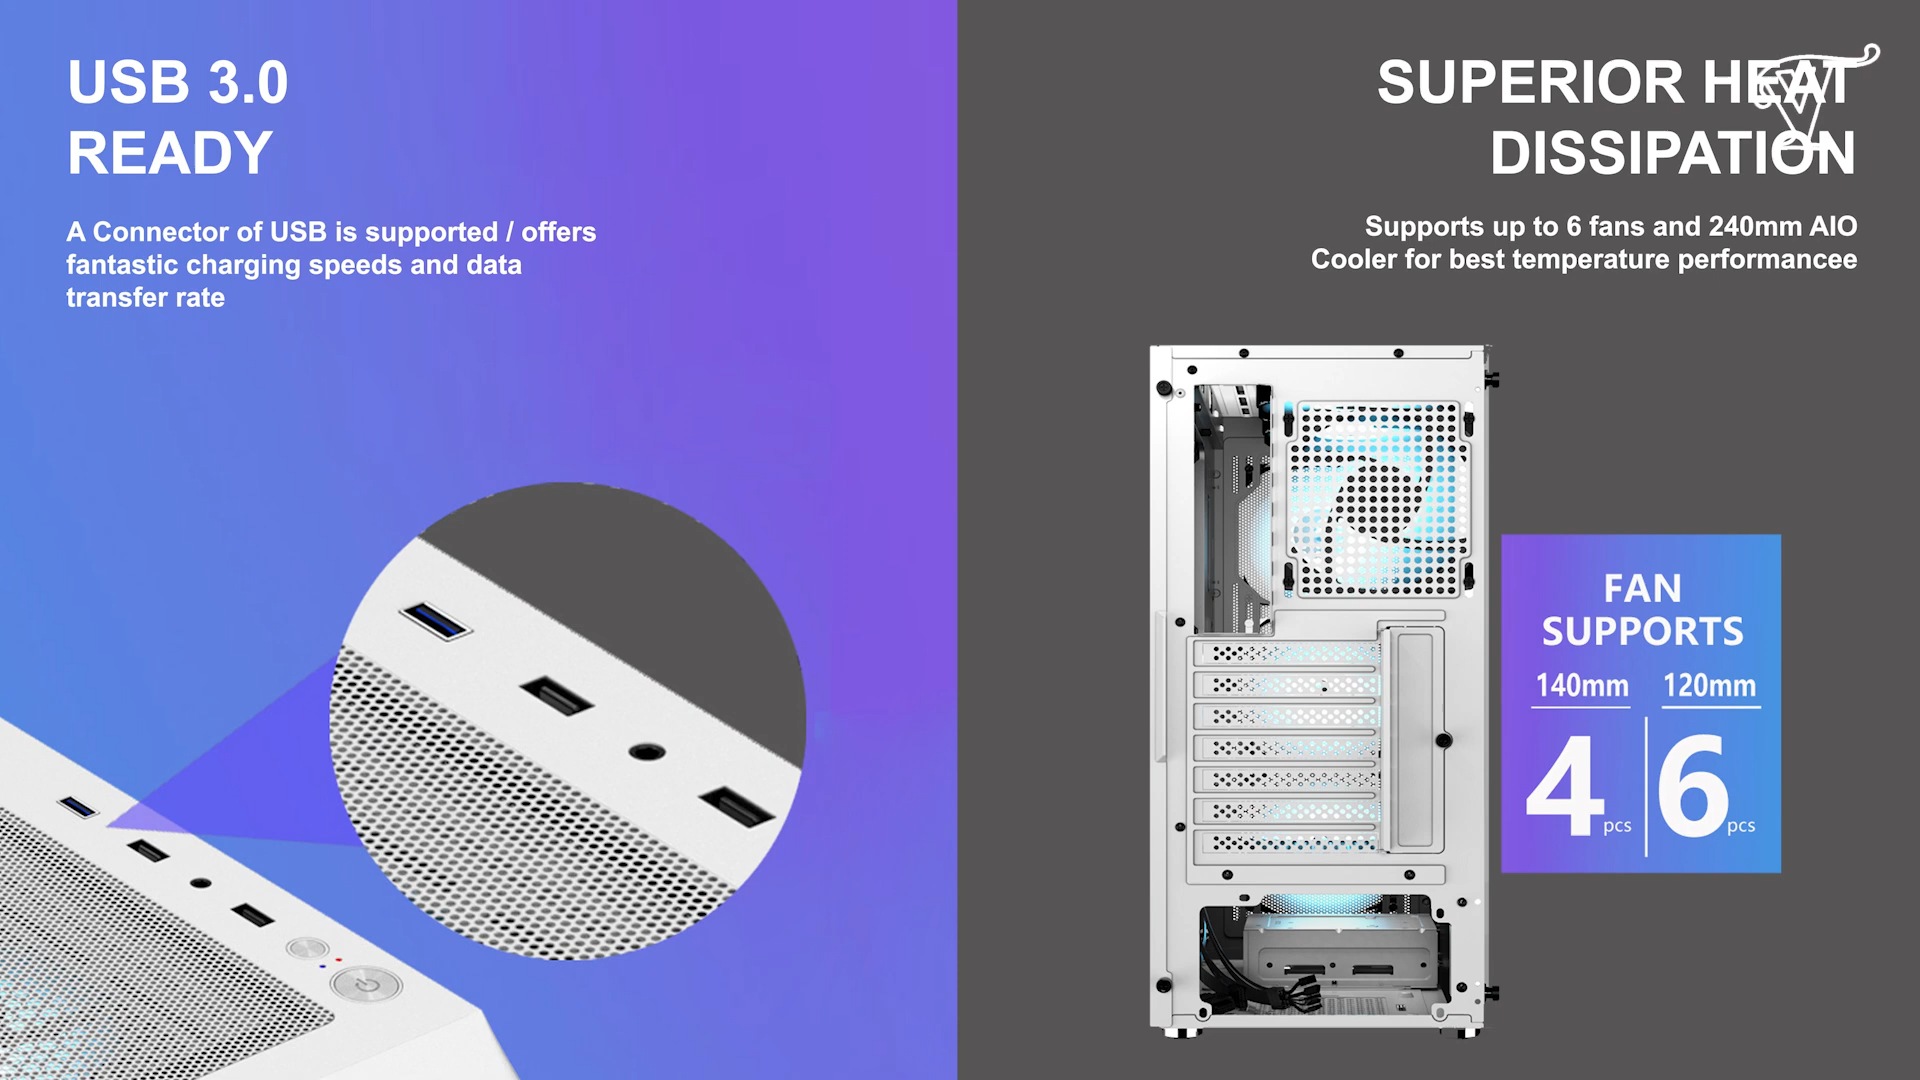 USB 3.0
READY
A Connector of USB is supported / offers
fantastic charging speeds and data
transfer rate
SUPERIOR HEAT
DISSIPATION
Supports up to 6 fans and 240mm AIO
Cooler for best temperature performancee
FAN
SUPPORTS
140mm 120mm
4 pcs 6 pcs